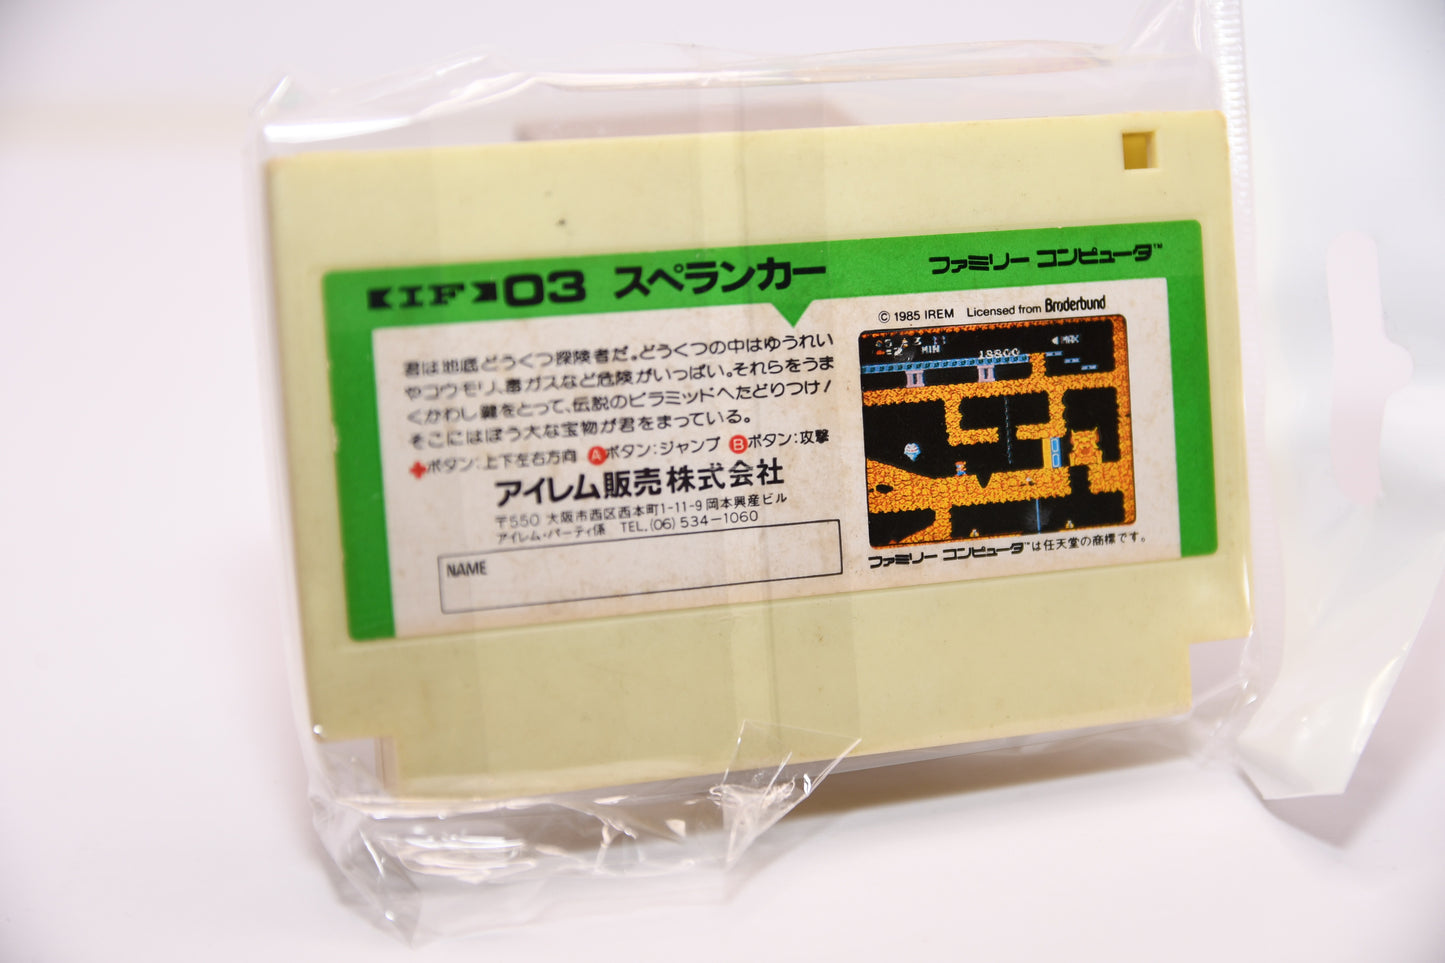 IF 03 スペランカー
ファミリー コンピュータ™
君は地底どうくつ探険者だ。どうくつの中はゆうれい
やコウモリ、毒ガスなど危険がいっぱい。それらをうま
くかわし鍵をとって、伝説のピラミッドへたどりつけ!
そこにはぼう大な宝物が君をまっている。
ボタン:上下左右方向 Aボタン:ジャンプ Bボタン:攻撃
アイレム販売株式会社
〒550 大阪市西区西本町1-11-9 岡本興産ビル
アイレム・パーティ係 TEL.(06)534-1060
NAME
© 1985 IREM Licensed from Brøderbund
MIN
18800
MAX
ファミリー コンピュータ™は任天堂の商標です。